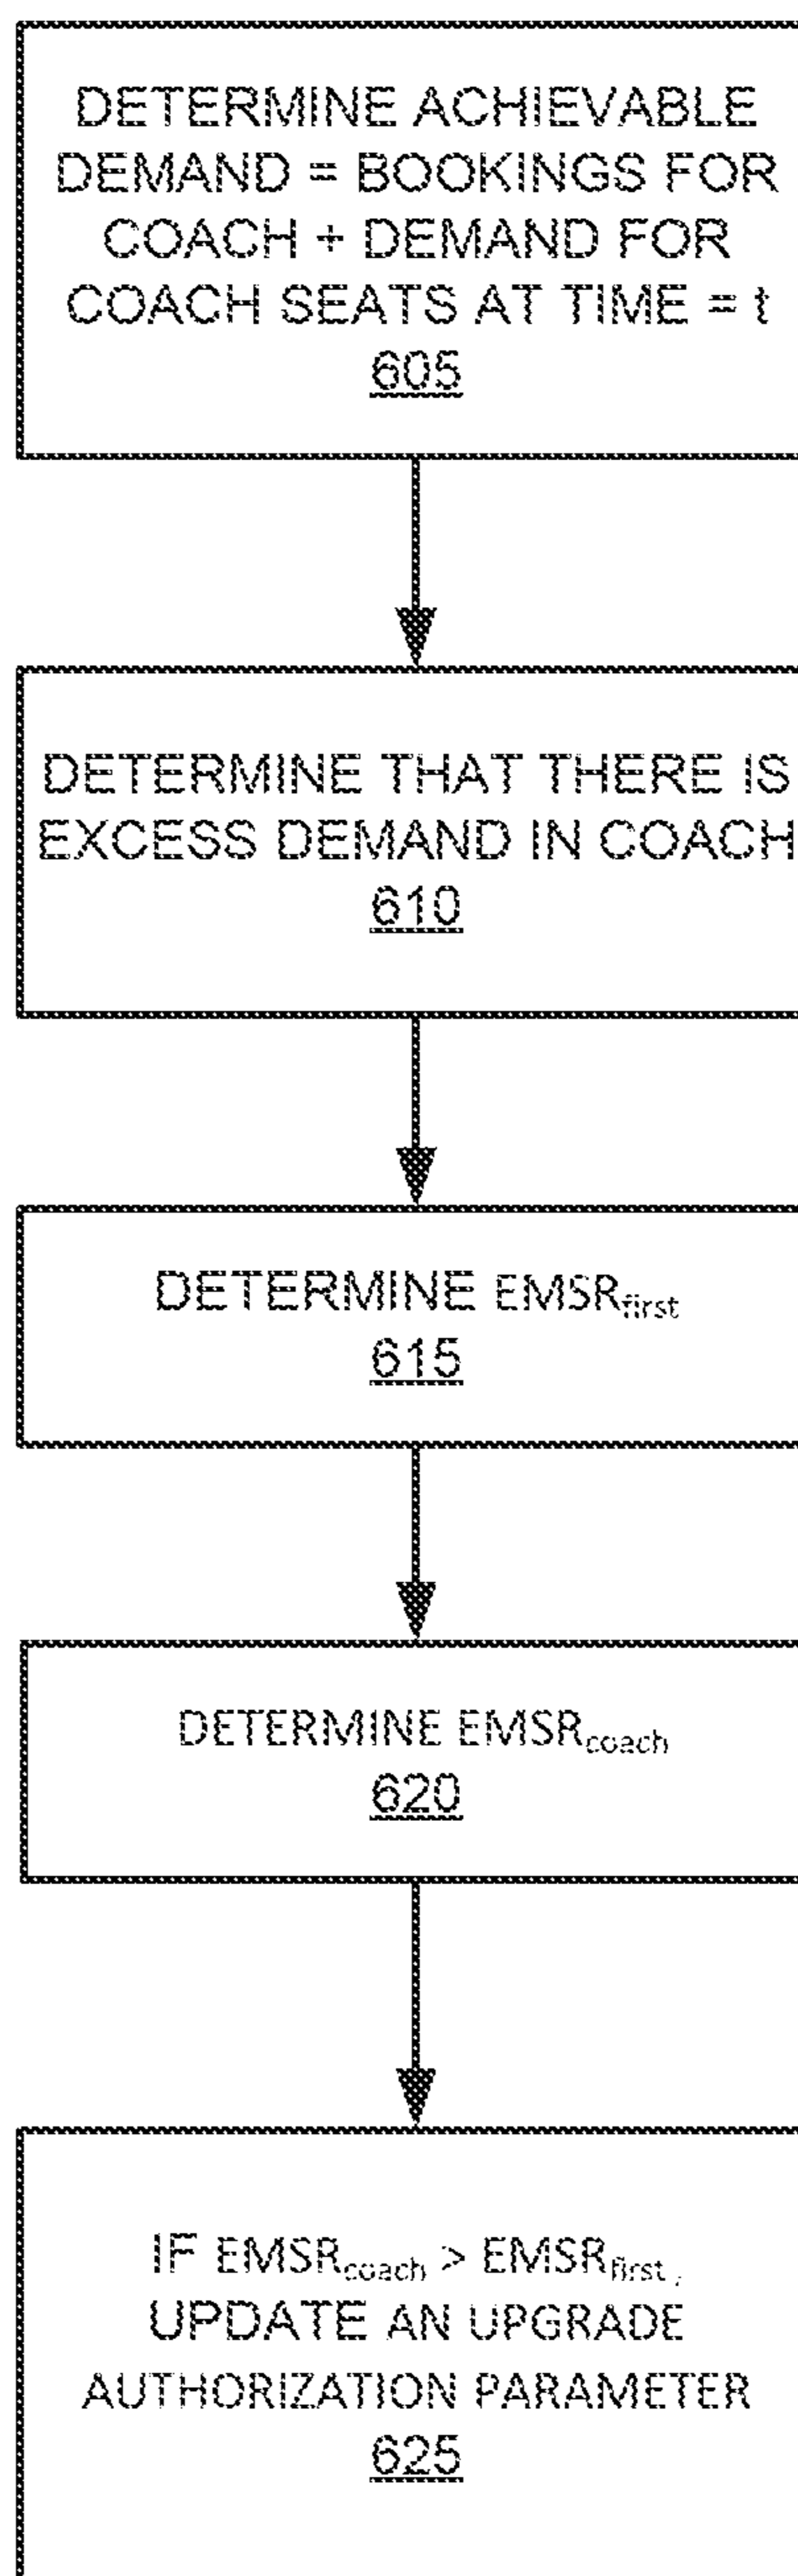 DETERMINE ACHIEVABLE
DEMAND = BOOKINGS FOR
COACH + DEMAND FOR
COACH SEATS AT TIME = t
605
DETERMINE THAT THERE IS
EXCESS DEMAND IN COACH
610
DETERMINE EMSRfirst
615
DETERMINE EMSRcoach
620
IF EMSRcoach > EMSRfirst,
UPDATE AN UPGRADE
AUTHORIZATION PARAMETER
625